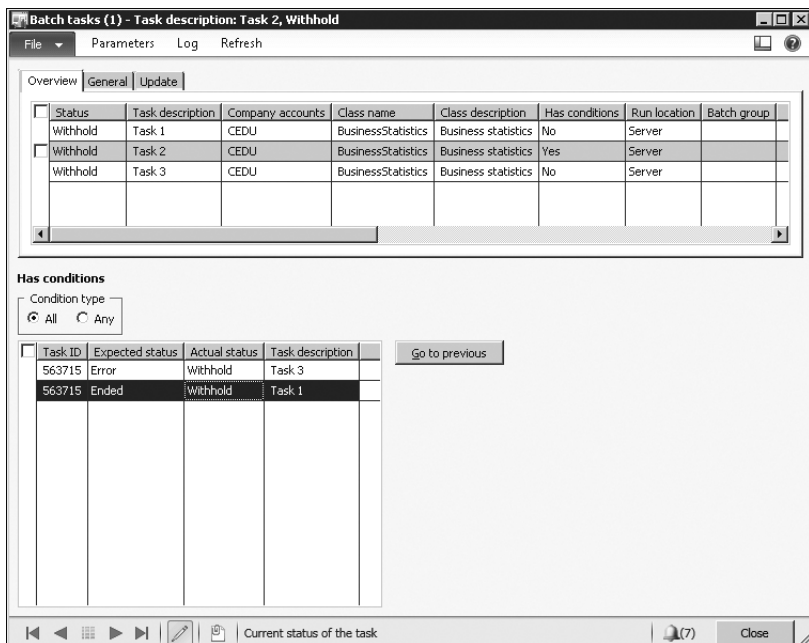 Batch tasks (1) - Task description: Task 2, Withhold
File Parameters Log Refresh
Overview General Update
Status Task description Company accounts Class name Class description Has conditions Run location Batch group
Withhold Task 1 CEDU BusinessStatistics Business statistics No Server
Withhold Task 2 CEDU BusinessStatistics Business statistics Yes Server
Withhold Task 3 CEDU BusinessStatistics Business statistics No Server
Has conditions
Condition type
All Any
Task ID Expected status Actual status Task description
Go to previous
563715 Error Withhold Task 3
563715 Ended Withhold Task 1
Current status of the task (7) Close